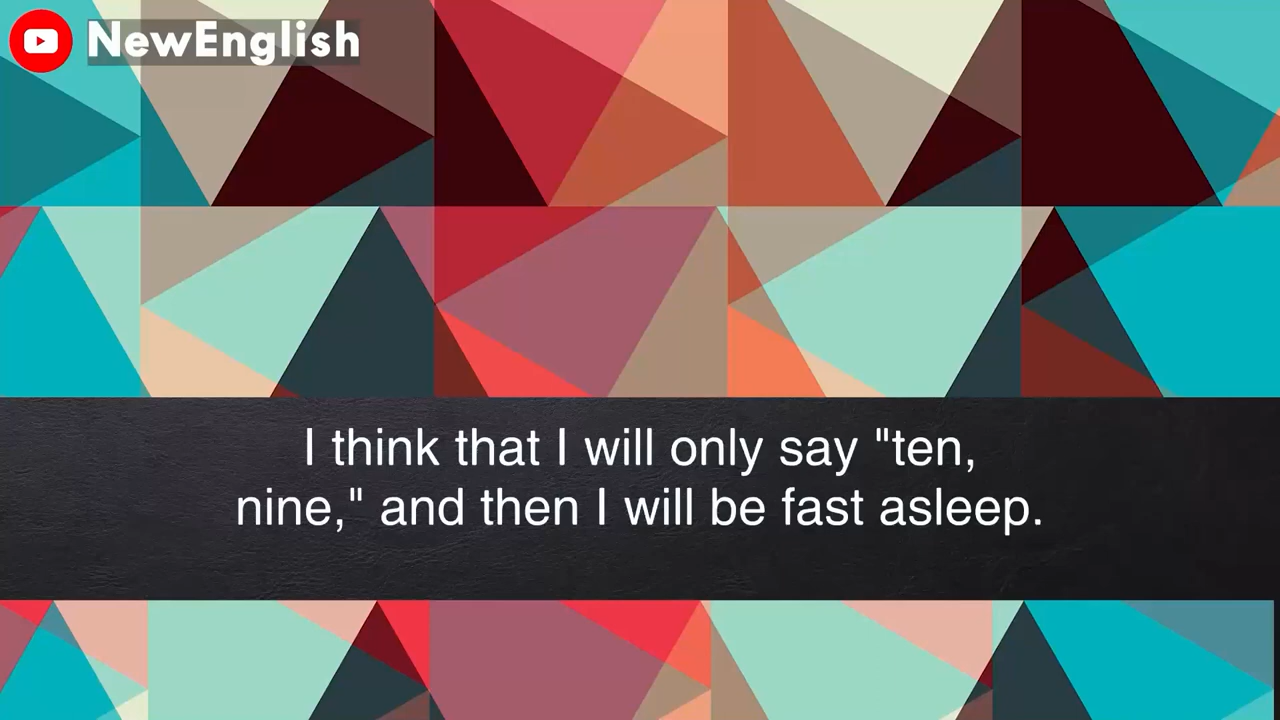 NewEnglish
I think that I will only say "ten,
nine," and then I will be fast asleep.